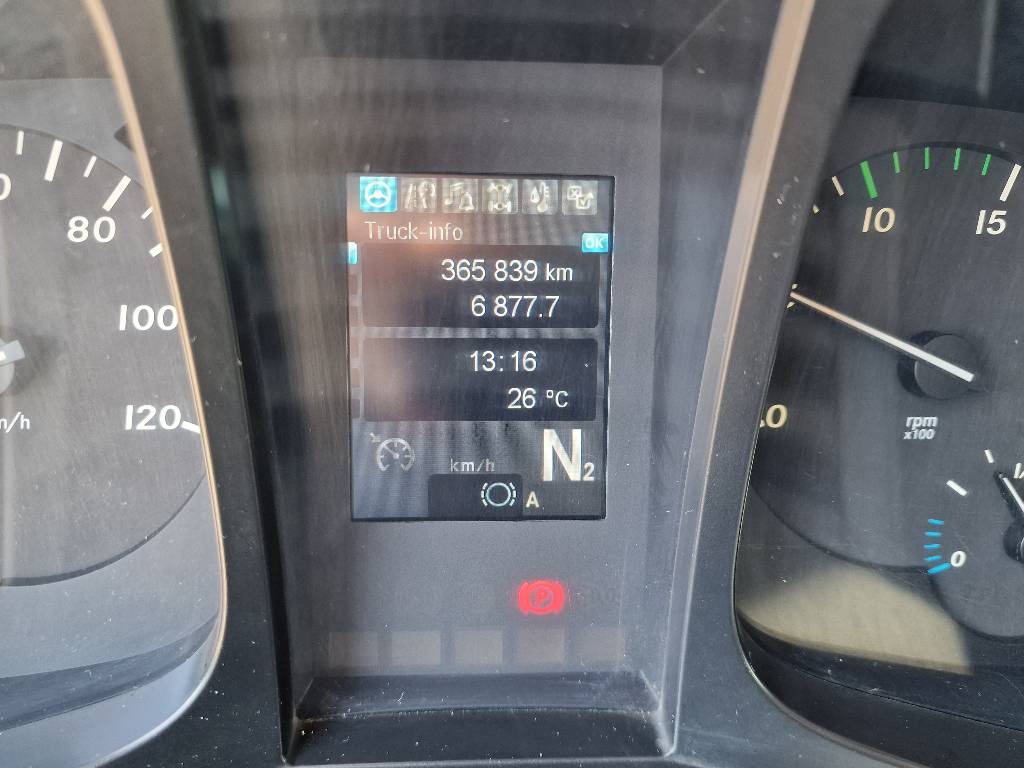 Truck-info
OK
365 839 km
6 877.7
13:16
26 °C
km/h
N2
A
80
100
120
10
15
rpm
x100
0